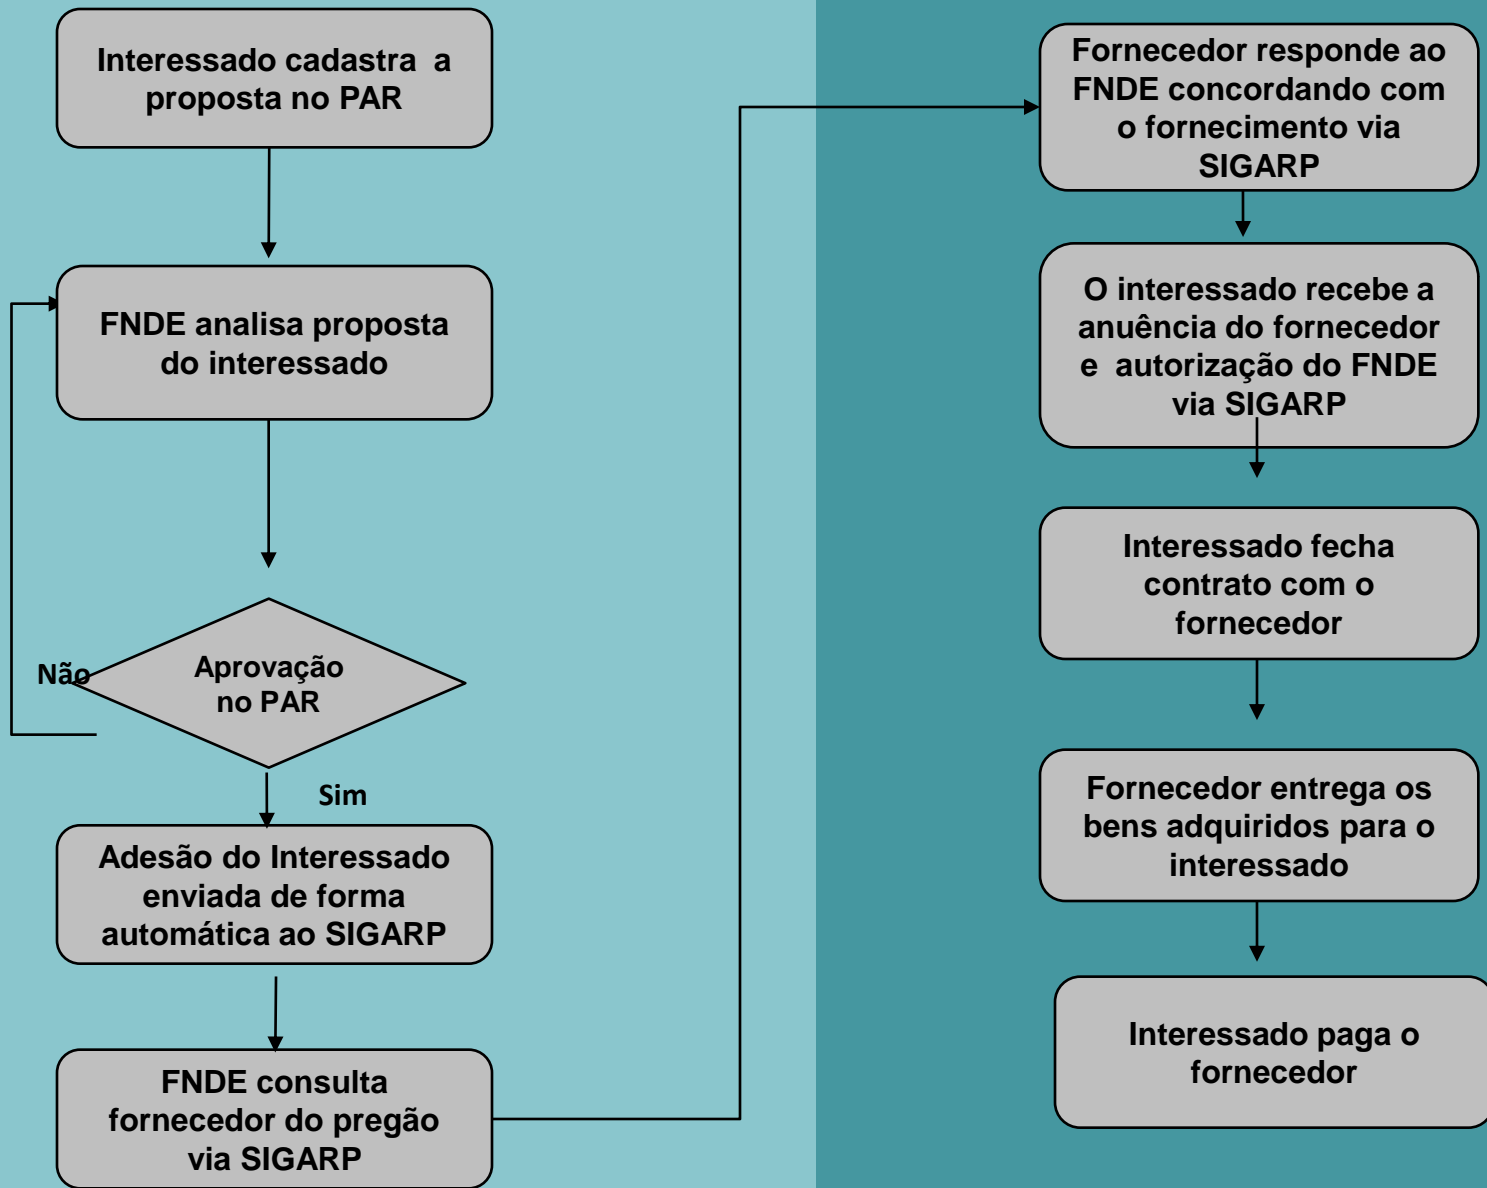 Interessado cadastra a
proposta no PAR
FNDE analisa proposta
do interessado
Não
Aprovação
no PAR
Sim
Adesão do Interessado
enviada de forma
automática ao SIGARP
FNDE consulta
fornecedor do pregão
via SIGARP
Fornecedor responde ao
FNDE concordando com
o fornecimento via
SIGARP
O interessado recebe a
anuência do fornecedor
e autorização do FNDE
via SIGARP
Interessado fecha
contrato com o
fornecedor
Fornecedor entrega os
bens adquiridos para o
interessado
Interessado paga o
fornecedor